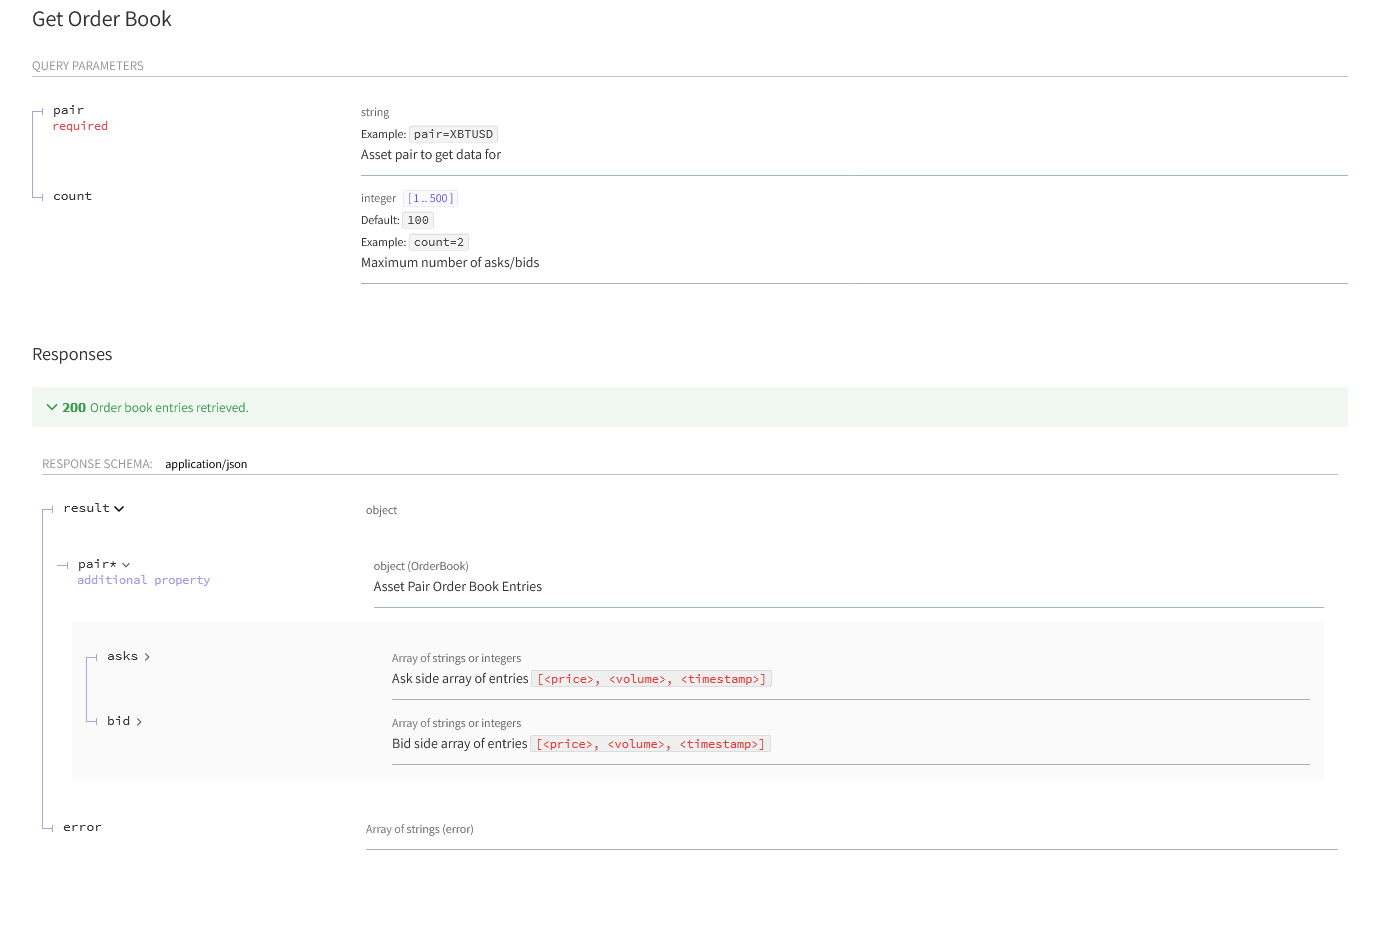 Get Order Book
QUERY PARAMETERS
pair
required
string
Example: pair=XBTUSD
Asset pair to get data for
count
integer [1 .. 500]
Default: 100
Example: count=2
Maximum number of asks/bids
Responses
200 Order book entries retrieved.
RESPONSE SCHEMA: application/json
result
object
pair*
additional property
object (OrderBook)
Asset Pair Order Book Entries
asks
Array of strings or integers
Ask side array of entries [<price>, <volume>, <timestamp>]
bid
Array of strings or integers
Bid side array of entries [<price>, <volume>, <timestamp>]
error
Array of strings (error)